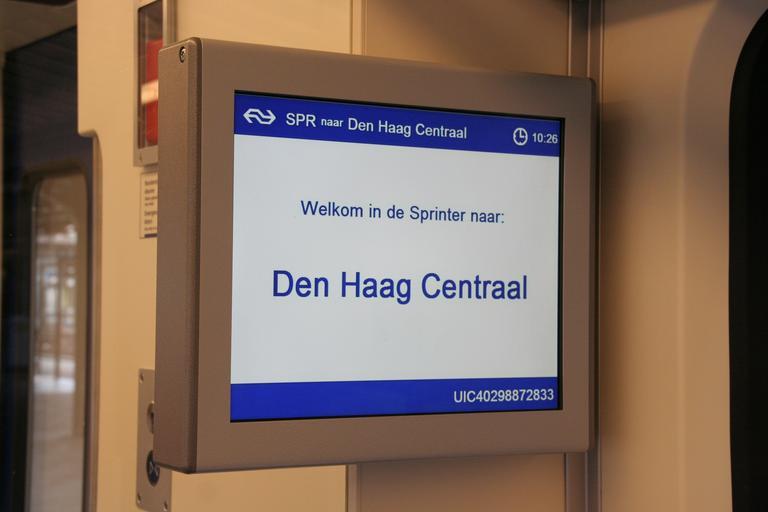 SPR naar Den Haag Centraal
10:26
Welkom in de Sprinter naar:
Den Haag Centraal
UIC40298872833